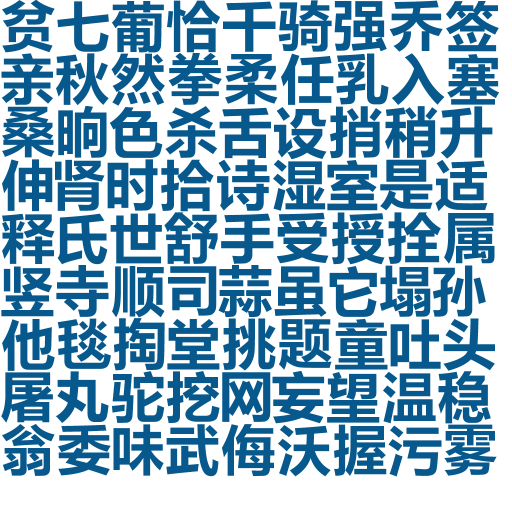 贫七葡恰千骑强乔签
亲秋然拳柔任乳入塞
桑晌色杀舌设捎稍升
伸肾时拾诗湿室是适
释氏世舒手受授拴属
竖寺顺司蒜虽它塌孙
他毯掏堂挑题童吐头
屠丸驼挖网妄望温稳
翁委味武侮沃握污雾